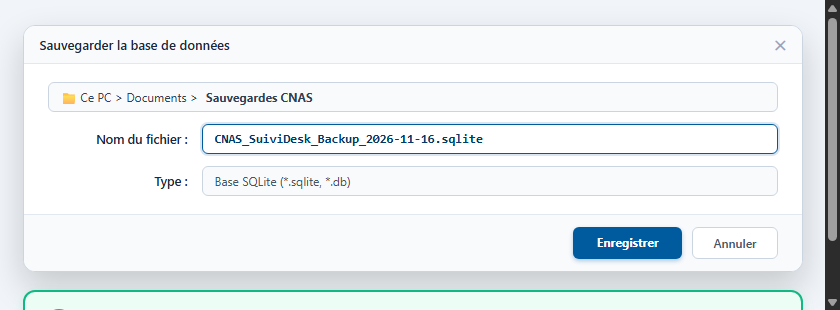 Sauvegarder la base de données
Ce PC > Documents > Sauvegardes CNAS
Nom du fichier :
CNAS_SuiviDesk_Backup_2026-11-16.sqlite
Type :
Base SQLite (*.sqlite, *.db)
Enregistrer
Annuler